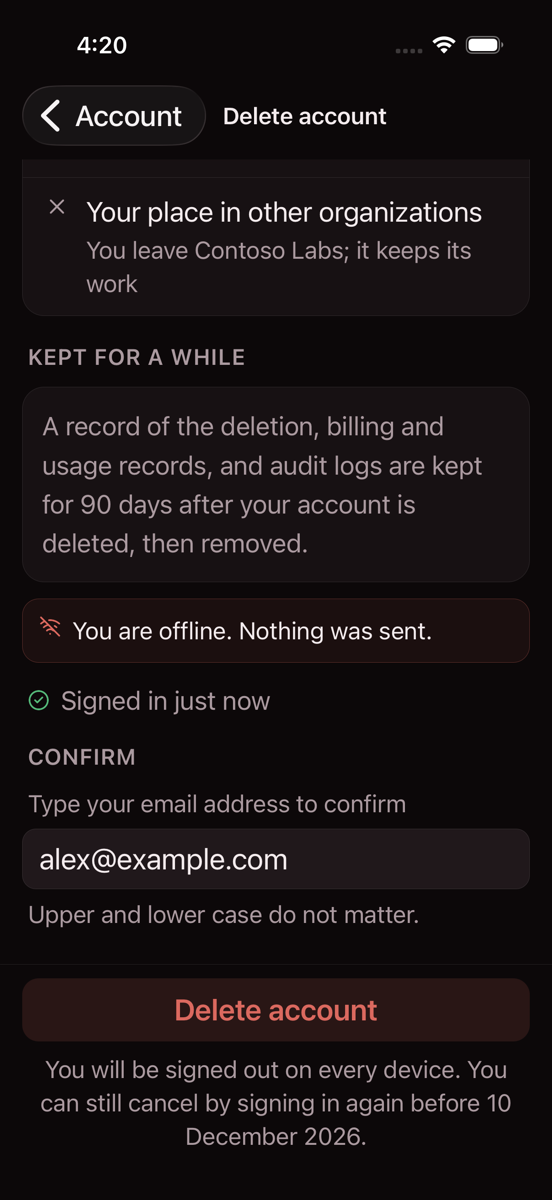 4:20
Account
Delete account
Your place in other organizations
You leave Contoso Labs; it keeps its
work
KEPT FOR A WHILE
A record of the deletion, billing and
usage records, and audit logs are kept
for 90 days after your account is
deleted, then removed.
You are offline. Nothing was sent.
Signed in just now
CONFIRM
Type your email address to confirm
alex@example.com
Upper and lower case do not matter.
Delete account
You will be signed out on every device. You
can still cancel by signing in again before 10
December 2026.